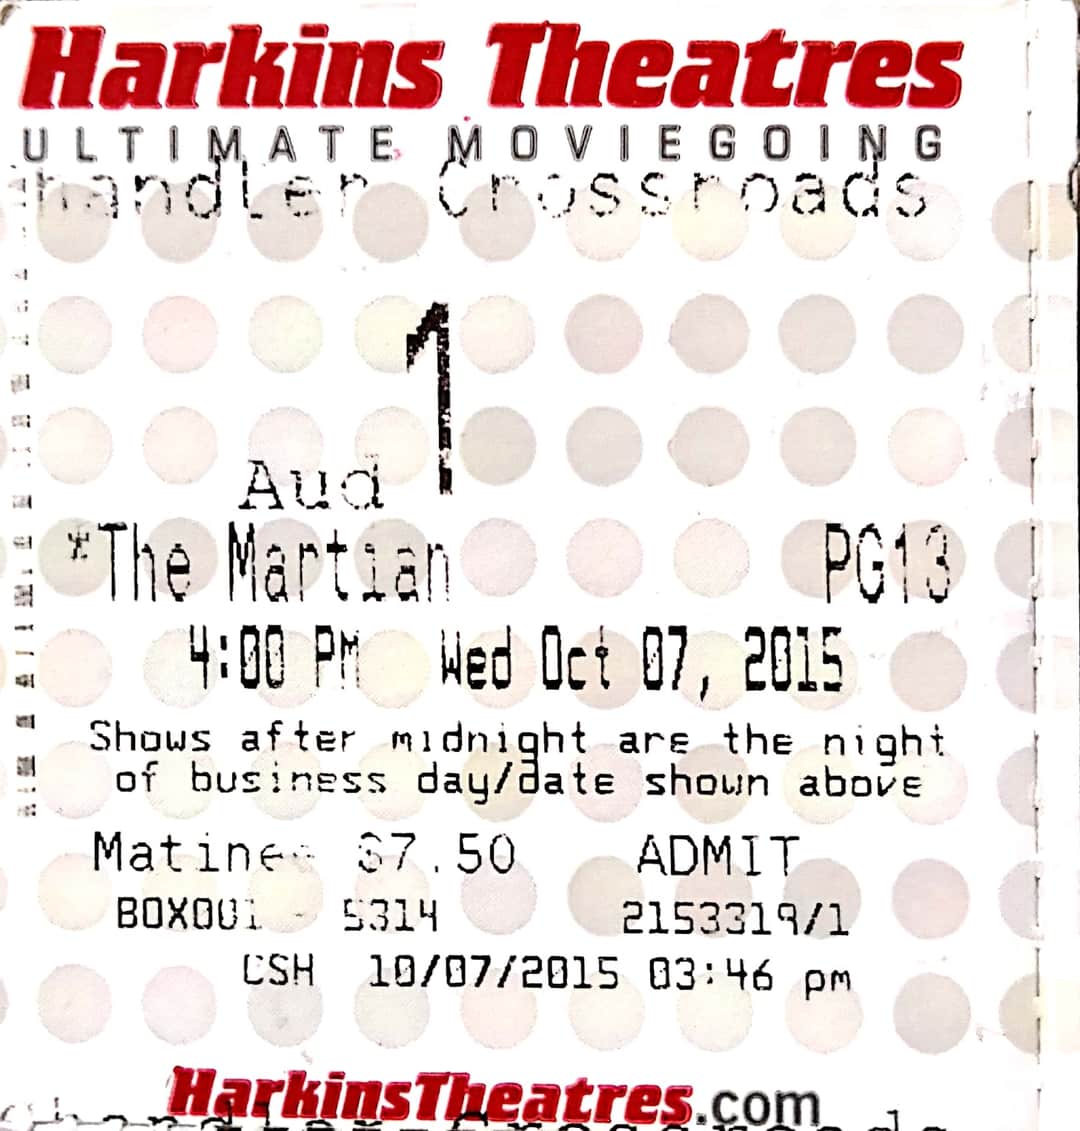 Harkins Theatres
ULTIMATE MOVIEGOING
handler Crossroads
Aud 1
*The Martian PG13
4:00 PM Wed Oct 07, 2015
Shows after midnight are the night
of business day/date shown above
Matinee $7.50 ADMIT
BOX001 - 5314 2153319/1
CSH 10/07/2015 03:46 pm
HarkinsTheatres.com